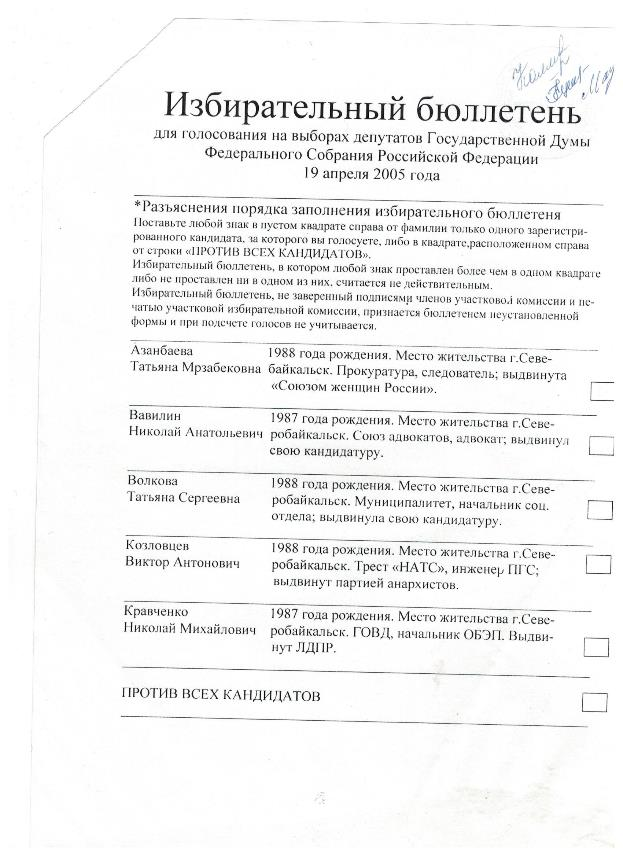 Избирательный бюллетень
для голосования на выборах депутатов Государственной Думы
Федерального Собрания Российской Федерации
19 апреля 2005 года
*Разъяснения порядка заполнения избирательного бюллетеня
Поставьте любой знак в пустом квадрате справа от фамилии только одного зарегистри-
рованного кандидата, за которого вы голосуете, либо в квадрате,расположенном справа
от строки «ПРОТИВ ВСЕХ КАНДИДАТОВ».
Избирательный бюллетень, в котором любой знак проставлен более чем в одном квадрате
либо не проставлен ни в одном из них, считается не действительным.
Избирательный бюллетень, не заверенный подписями членов участковой комиссии и пе-
чатью участковой избирательной комиссии, признается бюллетенем неустановленной
формы и при подсчете голосов не учитывается.
Азанбаева 1988 года рождения. Место жительства г.Севе-
Татьяна Мрзабековна байкальск. Прокуратура, следователь; выдвинута
«Союзом женщин России».
Вавилин 1987 года рождения. Место жительства г.Севе-
Николай Анатольевич робайкальск. Союз адвокатов, адвокат; выдвинул
свою кандидатуру.
Волкова 1988 года рождения. Место жительства г.Севе-
Татьяна Сергеевна робайкальск. Муниципалитет, начальник соц.
отдела; выдвинула свою кандидатуру.
Козловцев 1988 года рождения. Место жительства г.Севе-
Виктор Антонович робайкальск. Трест «НАТС», инженер ПГС;
выдвинут партией анархистов.
Кравченко 1987 года рождения. Место жительства г.Севе-
Николай Михайлович робайкальск. ГОВД, начальник ОБЭП. Выдви-
нут ЛДПР.
ПРОТИВ ВСЕХ КАНДИДАТОВ